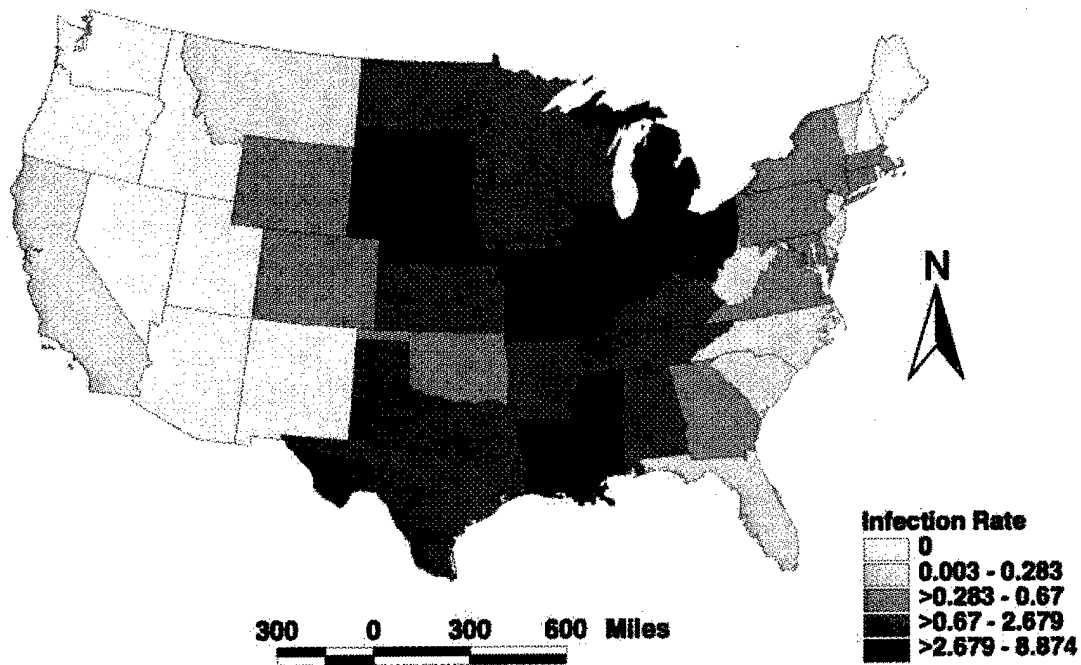 N
Infection Rate
0
0.003 - 0.283
>0.283 - 0.67
>0.67 - 2.679
>2.679 - 8.874
300 0 300 600 Miles